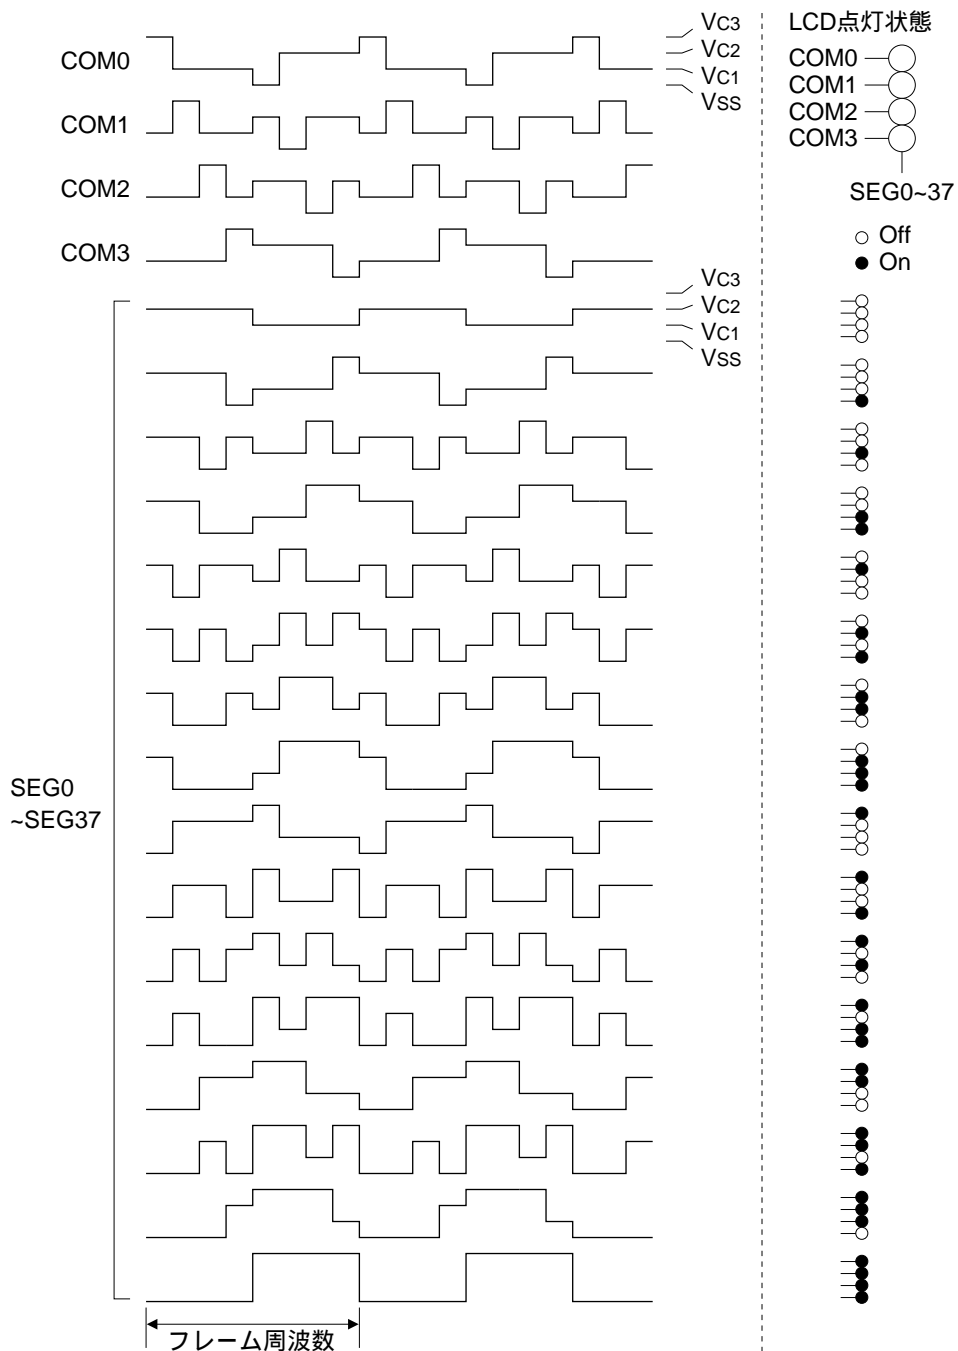 COM0
COM1
COM2
COM3
VC3
VC2
VC1
VSS
VC3
VC2
VC1
VSS
SEG0
~SEG37
フレーム周波数
LCD点灯状態
COM0
COM1
COM2
COM3
SEG0~37
Off
On